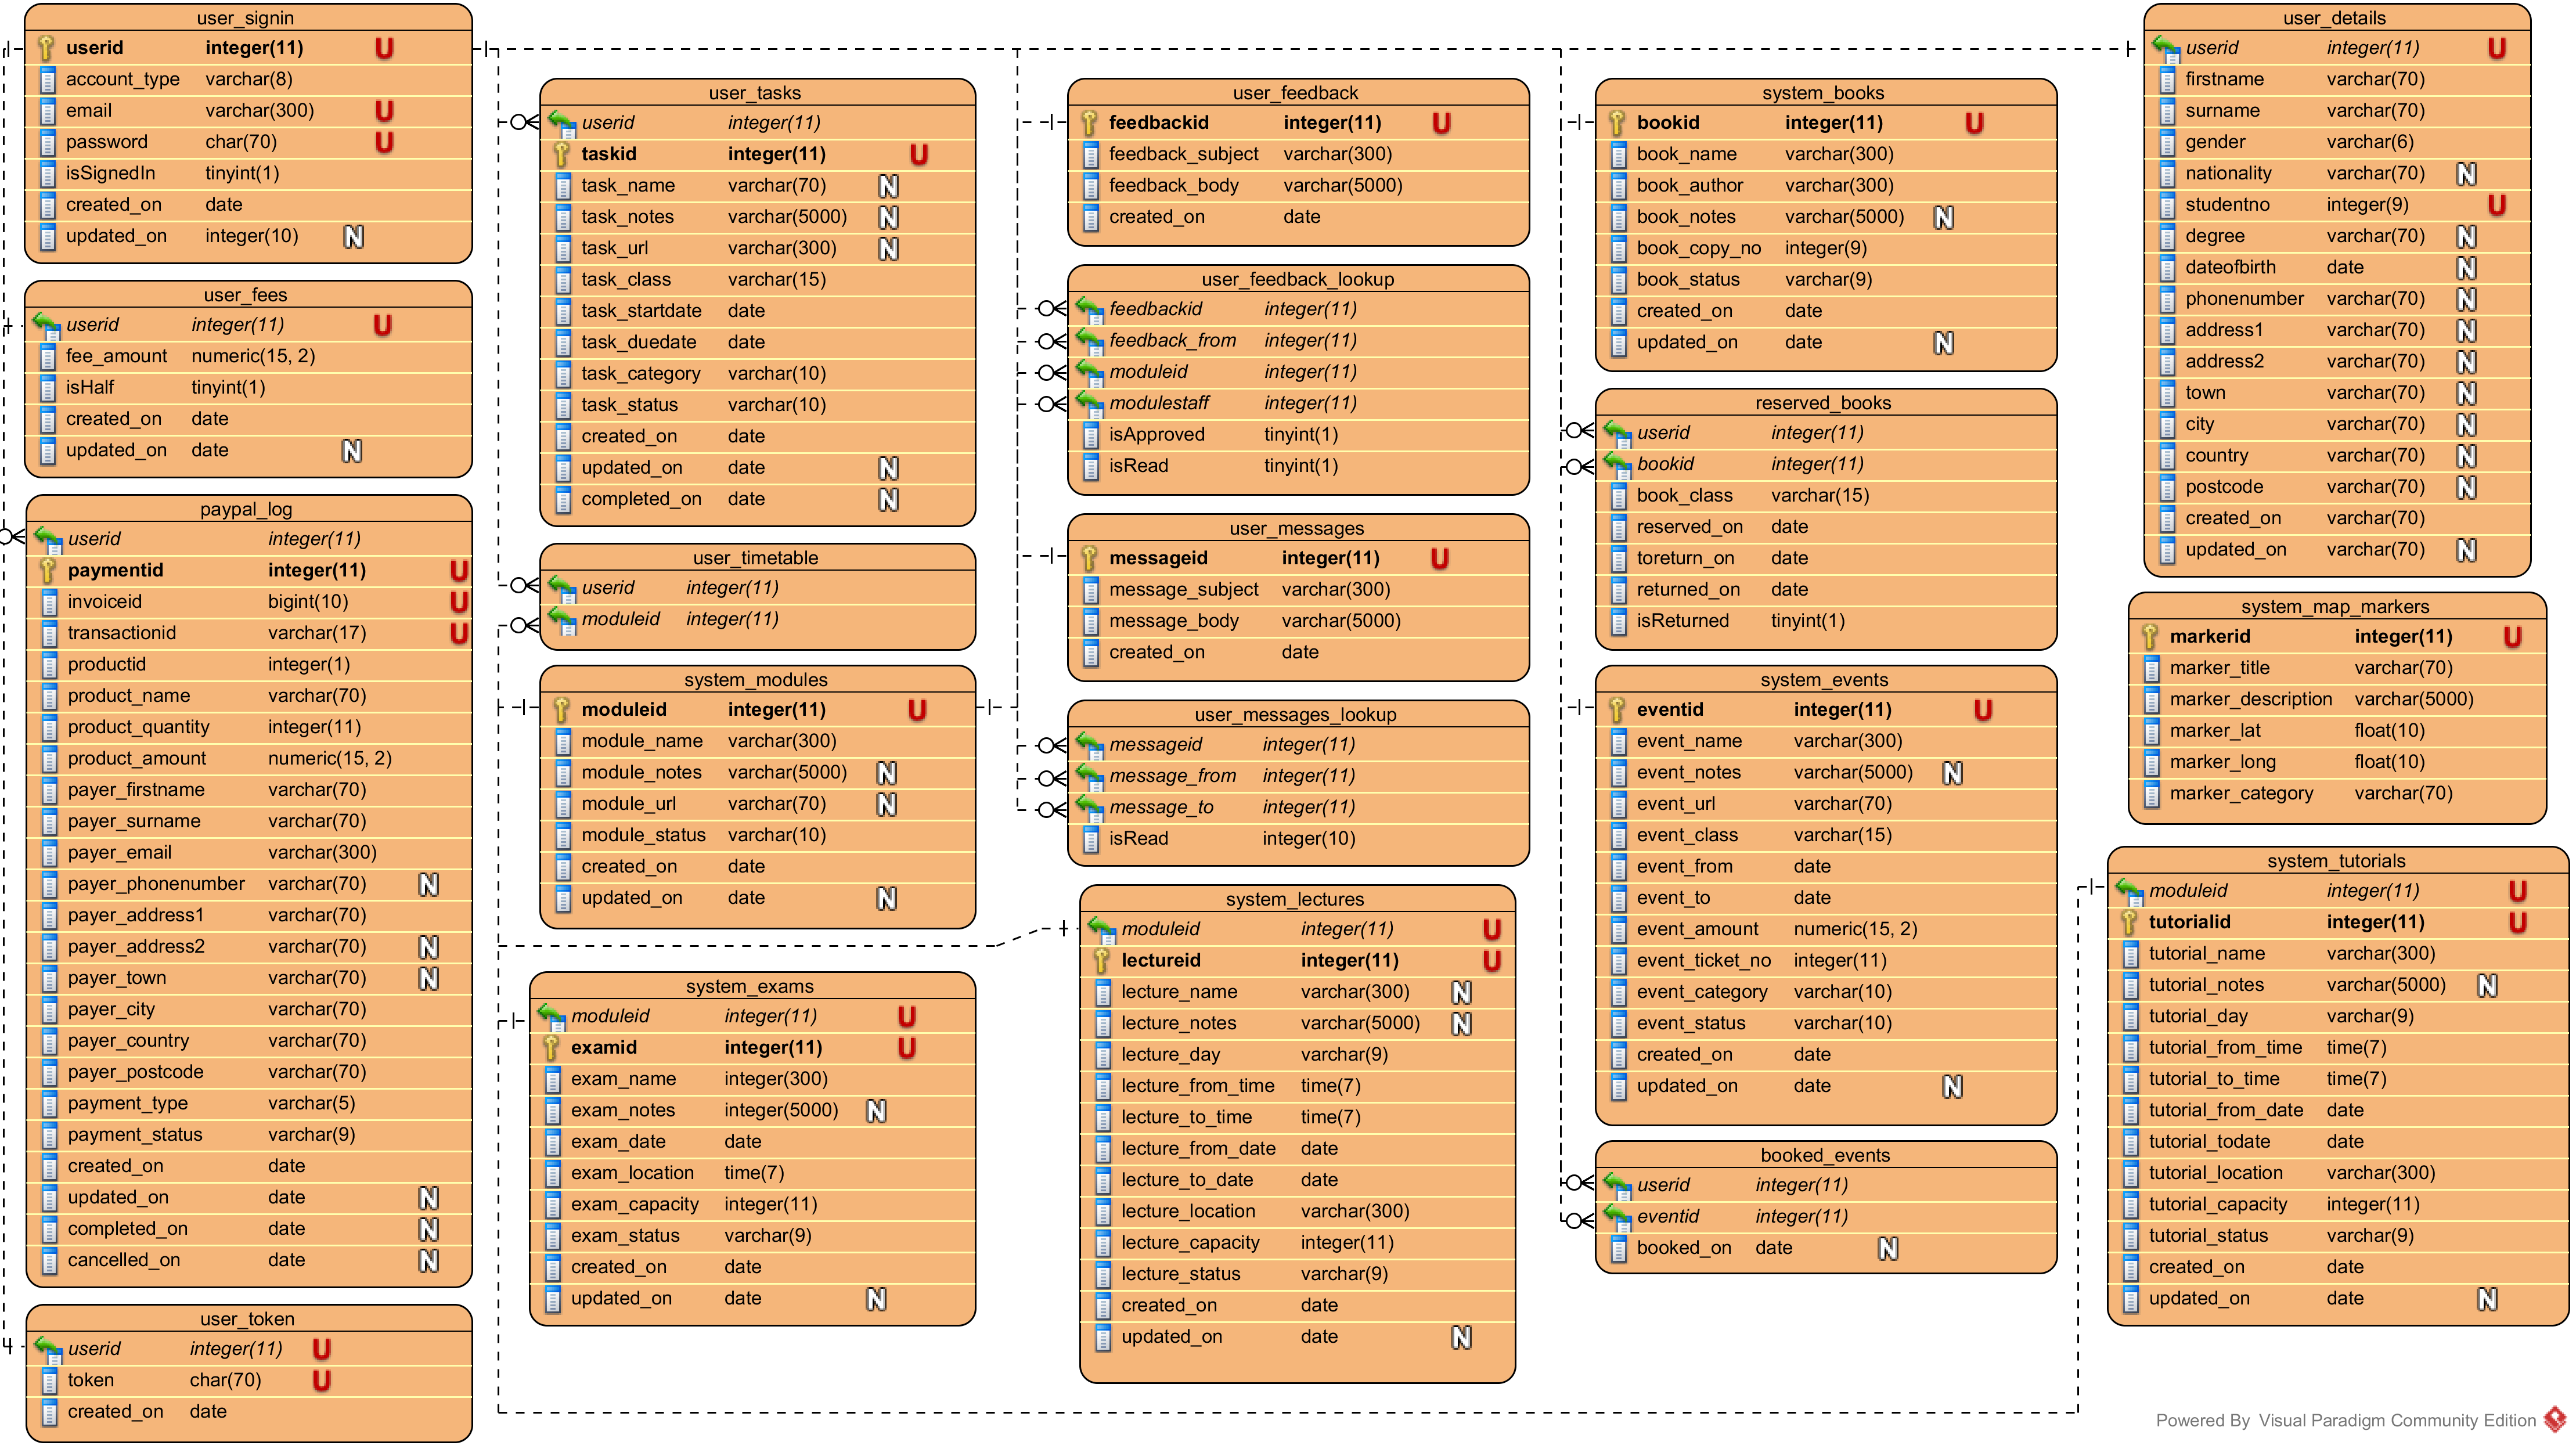 user_signin
userid integer(11) U
account_type varchar(8)
email varchar(300) U
password char(70) U
isSignedIn tinyint(1)
created_on date
updated_on integer(10) N
user_fees
userid integer(11) U
fee_amount numeric(15, 2)
isHalf tinyint(1)
created_on date
updated_on date N
paypal_log
userid integer(11)
paymentid integer(11) U
invoiceid bigint(10) U
transactionid varchar(17) U
productid integer(1)
product_name varchar(70)
product_quantity integer(11)
product_amount numeric(15, 2)
payer_firstname varchar(70)
payer_surname varchar(70)
payer_email varchar(300)
payer_phonenumber varchar(70) N
payer_address1 varchar(70)
payer_address2 varchar(70) N
payer_town varchar(70) N
payer_city varchar(70)
payer_country varchar(70)
payer_postcode varchar(70)
payment_type varchar(5)
payment_status varchar(9)
created_on date
updated_on date N
completed_on date N
cancelled_on date N
user_token
userid integer(11) U
token char(70) U
created_on date
user_tasks
userid integer(11)
taskid integer(11) U
task_name varchar(70) N
task_notes varchar(5000) N
task_url varchar(300) N
task_class varchar(15)
task_startdate date
task_duedate date
task_category varchar(10)
task_status varchar(10)
created_on date
updated_on date N
completed_on date N
user_timetable
userid integer(11)
moduleid integer(11)
system_modules
moduleid integer(11) U
module_name varchar(300)
module_notes varchar(5000) N
module_url varchar(70) N
module_status varchar(10)
created_on date
updated_on date N
system_exams
moduleid integer(11) U
examid integer(11) U
exam_name integer(300)
exam_notes integer(5000) N
exam_date date
exam_location time(7)
exam_capacity integer(11)
exam_status varchar(9)
created_on date
updated_on date N
user_feedback
feedbackid integer(11) U
feedback_subject varchar(300)
feedback_body varchar(5000)
created_on date
user_feedback_lookup
feedbackid integer(11)
feedback_from integer(11)
moduleid integer(11)
modulestaff integer(11)
isApproved tinyint(1)
isRead tinyint(1)
user_messages
messageid integer(11) U
message_subject varchar(300)
message_body varchar(5000)
created_on date
user_messages_lookup
messageid integer(11)
message_from integer(11)
message_to integer(11)
isRead integer(10)
system_lectures
moduleid integer(11) U
lectureid integer(11) U
lecture_name varchar(300) N
lecture_notes varchar(5000) N
lecture_day varchar(9)
lecture_from_time time(7)
lecture_to_time time(7)
lecture_from_date date
lecture_to_date date
lecture_location varchar(300)
lecture_capacity integer(11)
lecture_status varchar(9)
created_on date
updated_on date N
system_books
bookid integer(11) U
book_name varchar(300)
book_author varchar(300)
book_notes varchar(5000) N
book_copy_no integer(9)
book_status varchar(9)
created_on date
updated_on date N
reserved_books
userid integer(11)
bookid integer(11)
book_class varchar(15)
reserved_on date
toreturn_on date
returned_on date
isReturned tinyint(1)
system_events
eventid integer(11) U
event_name varchar(300)
event_notes varchar(5000) N
event_url varchar(70)
event_class varchar(15)
event_from date
event_to date
event_amount numeric(15, 2)
event_ticket_no integer(11)
event_category varchar(10)
event_status varchar(10)
created_on date
updated_on date N
booked_events
userid integer(11)
eventid integer(11)
booked_on date N
user_details
userid integer(11) U
firstname varchar(70)
surname varchar(70)
gender varchar(6)
nationality varchar(70) N
studentno integer(9) U
degree varchar(70) N
dateofbirth date N
phonenumber varchar(70) N
address1 varchar(70) N
address2 varchar(70) N
town varchar(70) N
city varchar(70) N
country varchar(70) N
postcode varchar(70) N
created_on varchar(70)
updated_on varchar(70) N
system_map_markers
markerid integer(11) U
marker_title varchar(70)
marker_description varchar(5000)
marker_lat float(10)
marker_long float(10)
marker_category varchar(70)
system_tutorials
moduleid integer(11) U
tutorialid integer(11) U
tutorial_name varchar(300)
tutorial_notes varchar(5000) N
tutorial_day varchar(9)
tutorial_from_time time(7)
tutorial_to_time time(7)
tutorial_from_date date
tutorial_todate date
tutorial_location varchar(300)
tutorial_capacity integer(11)
tutorial_status varchar(9)
created_on date
updated_on date N
Powered By Visual Paradigm Community Edition